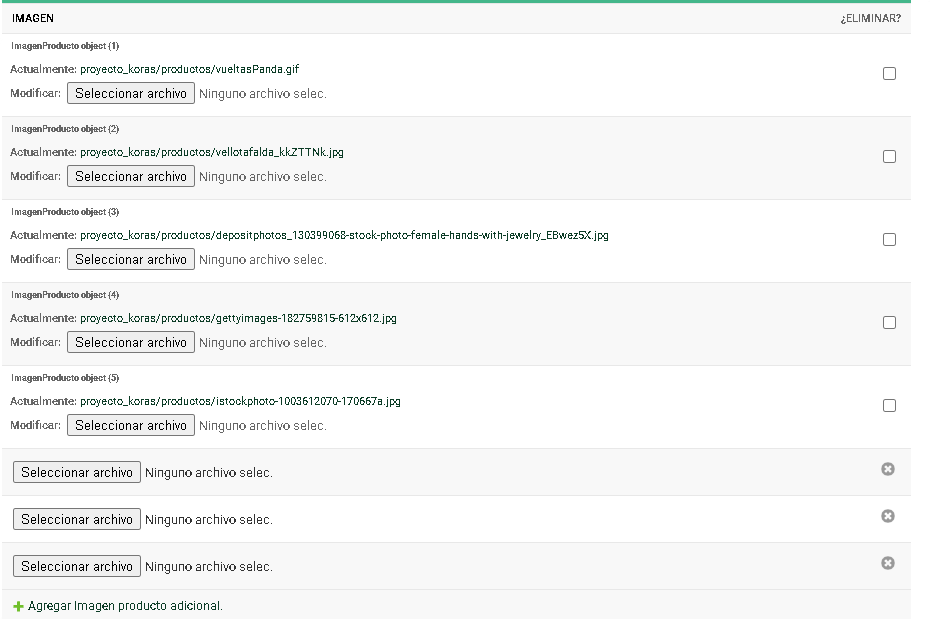 IMAGEN ¿ELIMINAR?
ImagenProducto object (1)
Actualmente: proyecto_koras/productos/vueltasPanda.gif
Modificar: Seleccionar archivo Ninguno archivo selec.
ImagenProducto object (2)
Actualmente: proyecto_koras/productos/vellotafalda_kkZTTNk.jpg
Modificar: Seleccionar archivo Ninguno archivo selec.
ImagenProducto object (3)
Actualmente: proyecto_koras/productos/depositphotos_130399068-stock-photo-female-hands-with-jewelry_EBwez5X.jpg
Modificar: Seleccionar archivo Ninguno archivo selec.
ImagenProducto object (4)
Actualmente: proyecto_koras/productos/gettyimages-182759815-612x612.jpg
Modificar: Seleccionar archivo Ninguno archivo selec.
ImagenProducto object (5)
Actualmente: proyecto_koras/productos/istockphoto-1003612070-170667a.jpg
Modificar: Seleccionar archivo Ninguno archivo selec.
Seleccionar archivo Ninguno archivo selec.
Seleccionar archivo Ninguno archivo selec.
Seleccionar archivo Ninguno archivo selec.
Agregar Imagen producto adicional.